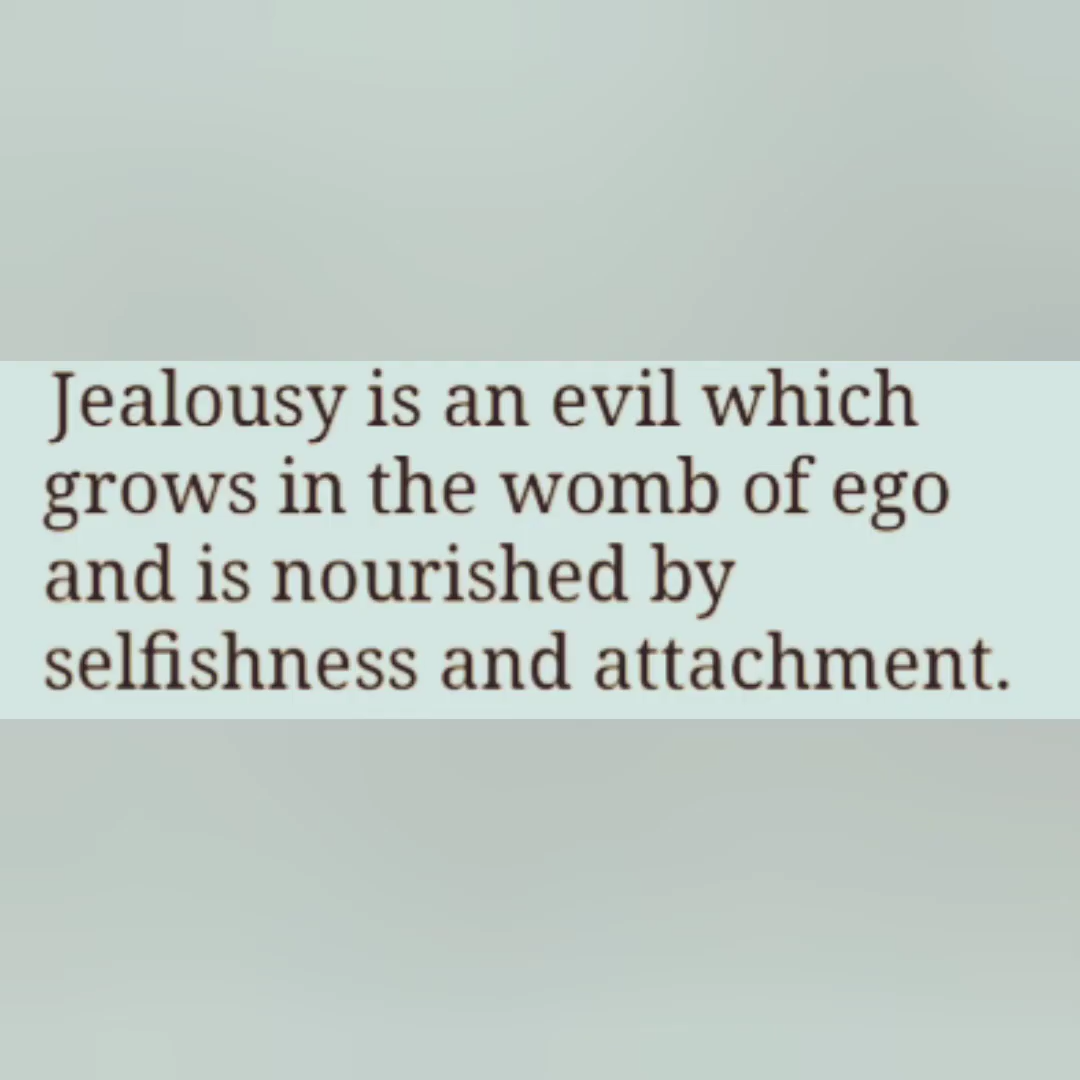 Jealousy is an evil which
grows in the womb of ego
and is nourished by
selfishness and attachment.